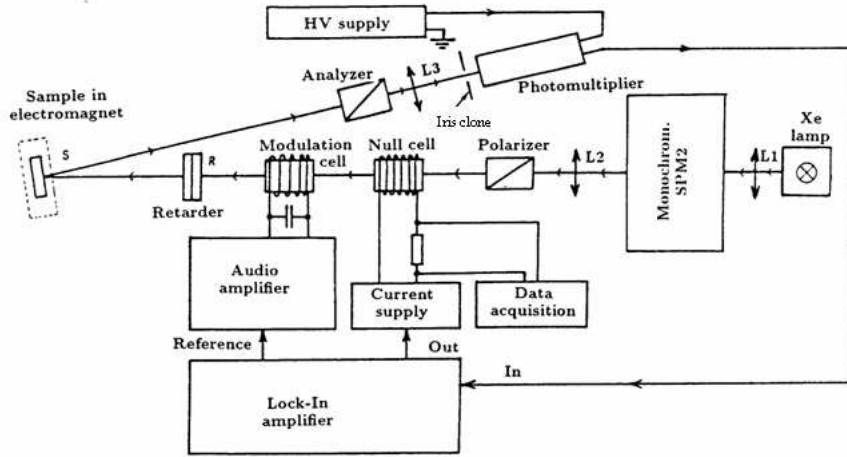 HV supply
Analyzer
L3
Photomultiplier
Iris clone
Sample in
electromagnet
S
R
Retarder
Modulation
cell
Null cell
Polarizer
L2
Monochrom.
SPM2
L1
Xe
lamp
Audio
amplifier
Current
supply
Data
acquisition
Reference
Out
In
Lock-In
amplifier